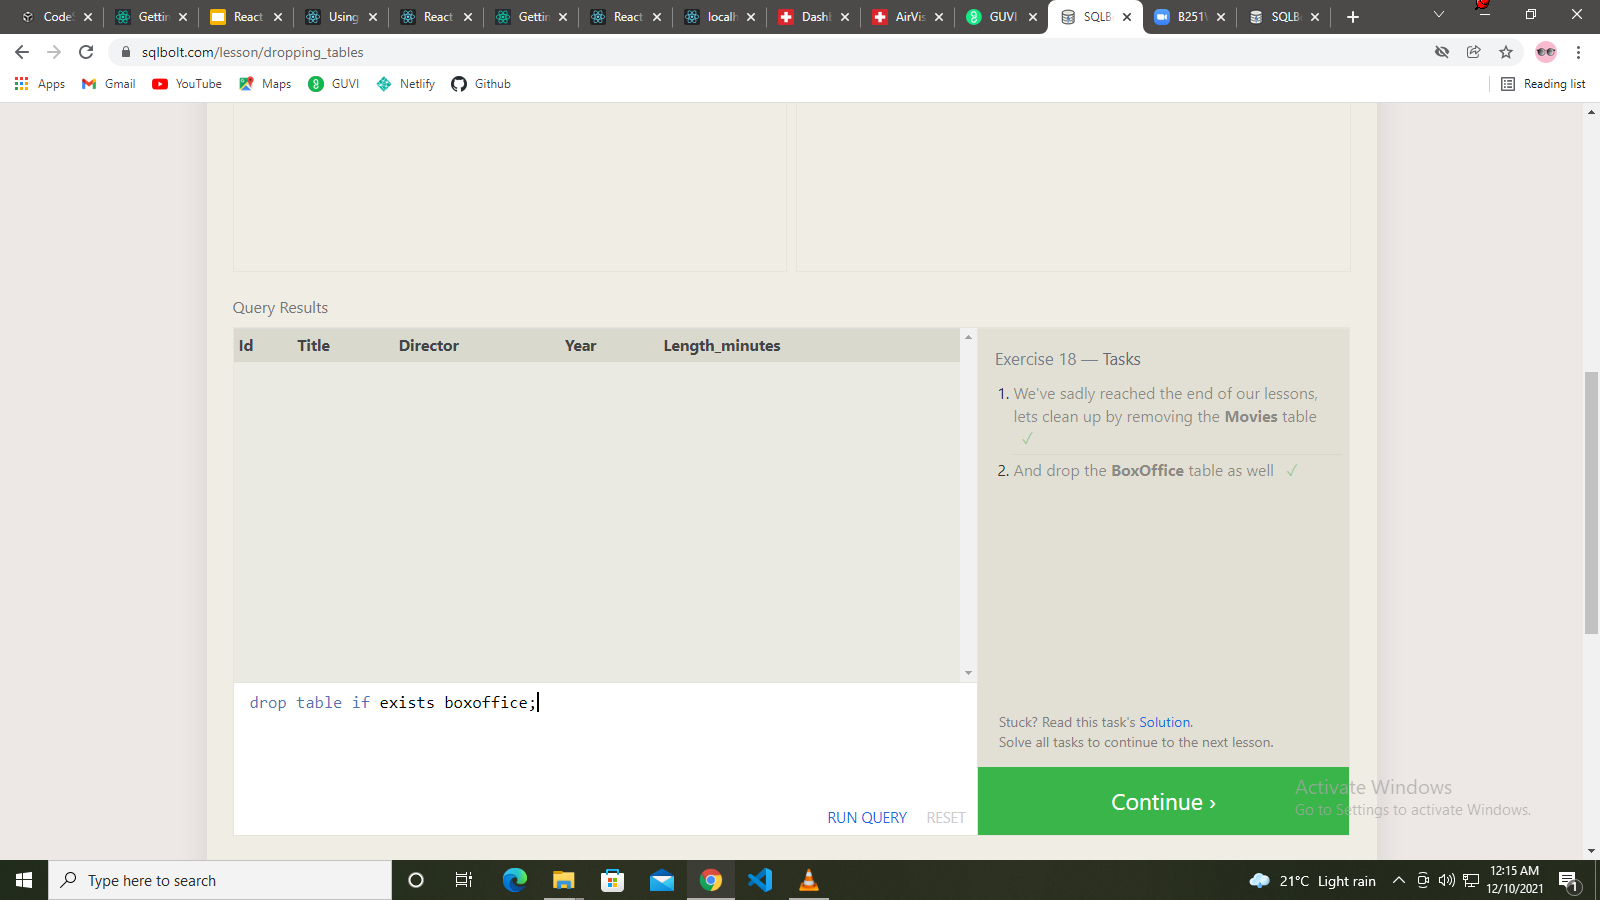 CodeS
Gettin
React
Using
React
Gettin
React
localh
Dashl
AirVis
GUVI
SQLB
B251
SQLB
sqlbolt.com/lesson/dropping_tables
Apps
Gmail
YouTube
Maps
GUVI
Netlify
Github
Reading list
Query Results
Id Title Director Year Length_minutes
Exercise 18 — Tasks
1. We've sadly reached the end of our lessons,
lets clean up by removing the Movies table
✓
2. And drop the BoxOffice table as well ✓
drop table if exists boxoffice;
Stuck? Read this task's Solution.
Solve all tasks to continue to the next lesson.
RUN QUERY RESET
Continue ›
Activate Windows
Go to Settings to activate Windows.
Type here to search
21°C Light rain
12:15 AM
12/10/2021
1